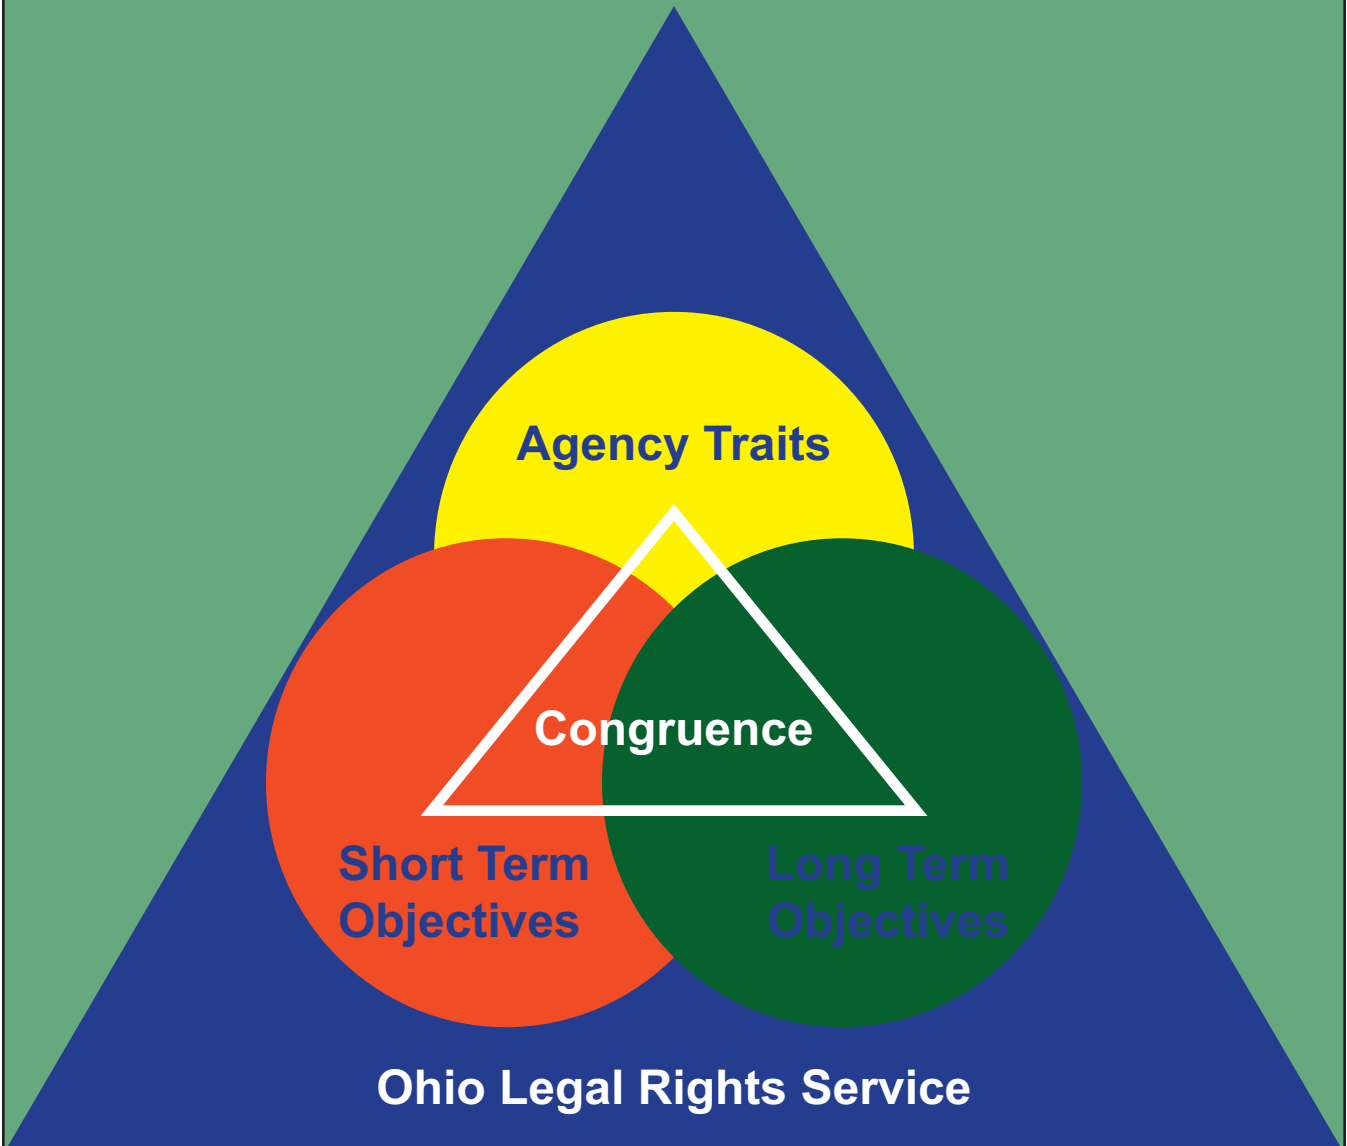 Agency Traits
Congruence
Short Term
Objectives
Long Term
Objectives
Ohio Legal Rights Service